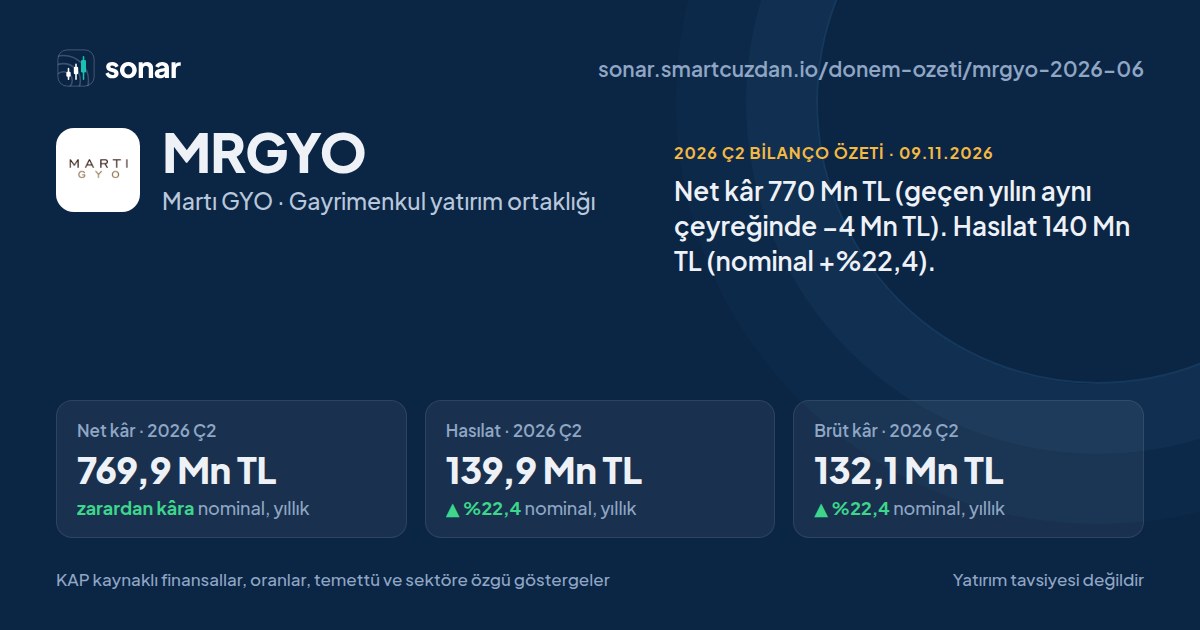 sonar
sonar.smartcuzdan.io/donem-ozeti/mrgyo-2026-06
MARTI
GYO
MRGYO
Martı GYO · Gayrimenkul yatırım ortaklığı
2026 Ç2 BİLANÇO ÖZETİ · 09.11.2026
Net kâr 770 Mn TL (geçen yılın aynı
çeyreğinde −4 Mn TL). Hasılat 140 Mn
TL (nominal +%22,4).
Net kâr · 2026 Ç2
769,9 Mn TL
zarardan kâra nominal, yıllık
Hasılat · 2026 Ç2
139,9 Mn TL
▲ %22,4 nominal, yıllık
Brüt kâr · 2026 Ç2
132,1 Mn TL
▲ %22,4 nominal, yıllık
KAP kaynaklı finansallar, oranlar, temettü ve sektöre özgü göstergeler
Yatırım tavsiyesi değildir